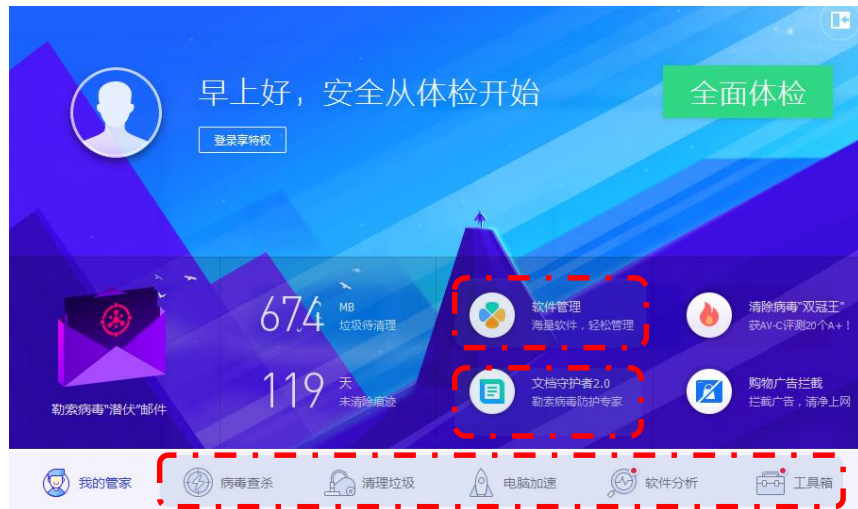 早上好，安全从体检开始
全面体检
登录享特权
674 MB
垃圾待清理
软件管理
海量软件，轻松管理
清除病毒"双冠王"
获AV-C评测20个A+！
119 天
未清除痕迹
文档守护者2.0
勒索病毒防护专家
购物广告拦截
拦截广告，清净上网
勒索病毒"潜伏"邮件
我的管家
病毒查杀
清理垃圾
电脑加速
软件分析
工具箱